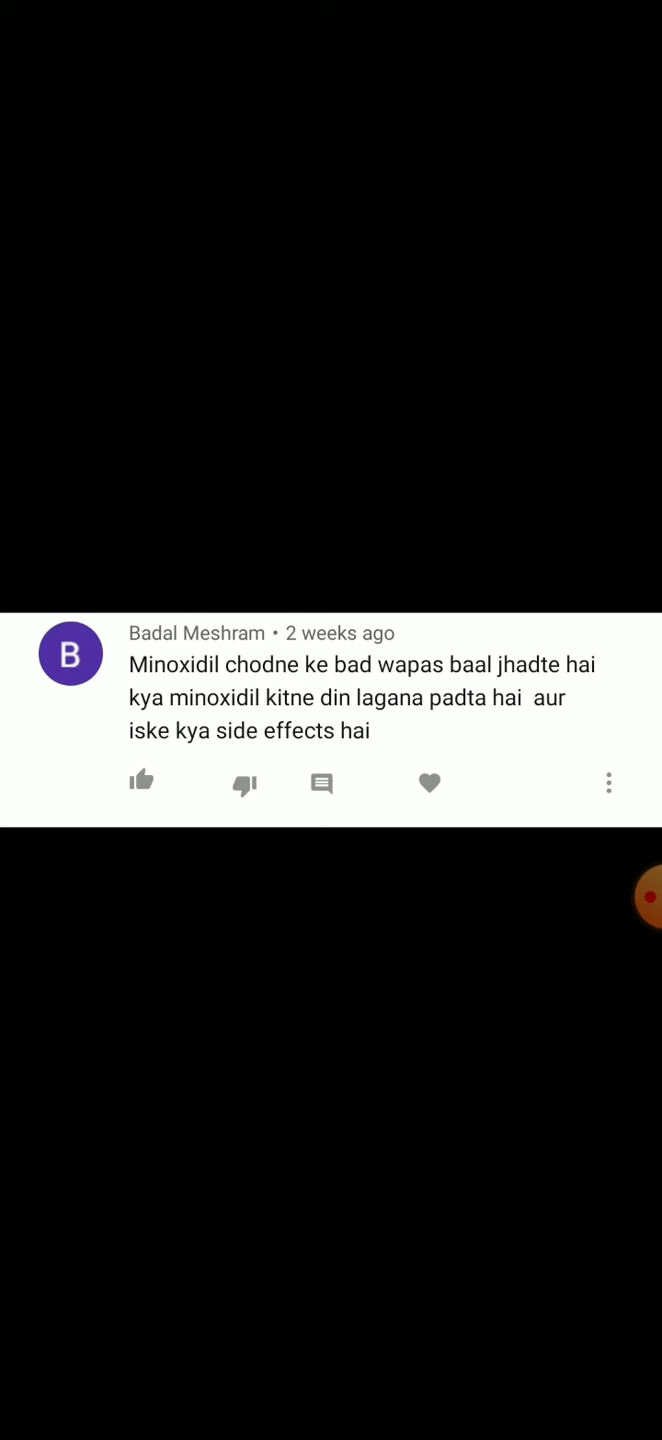 B
Badal Meshram • 2 weeks ago
Minoxidil chodne ke bad wapas baal jhadte hai
kya minoxidil kitne din lagana padta hai  aur
iske kya side effects hai